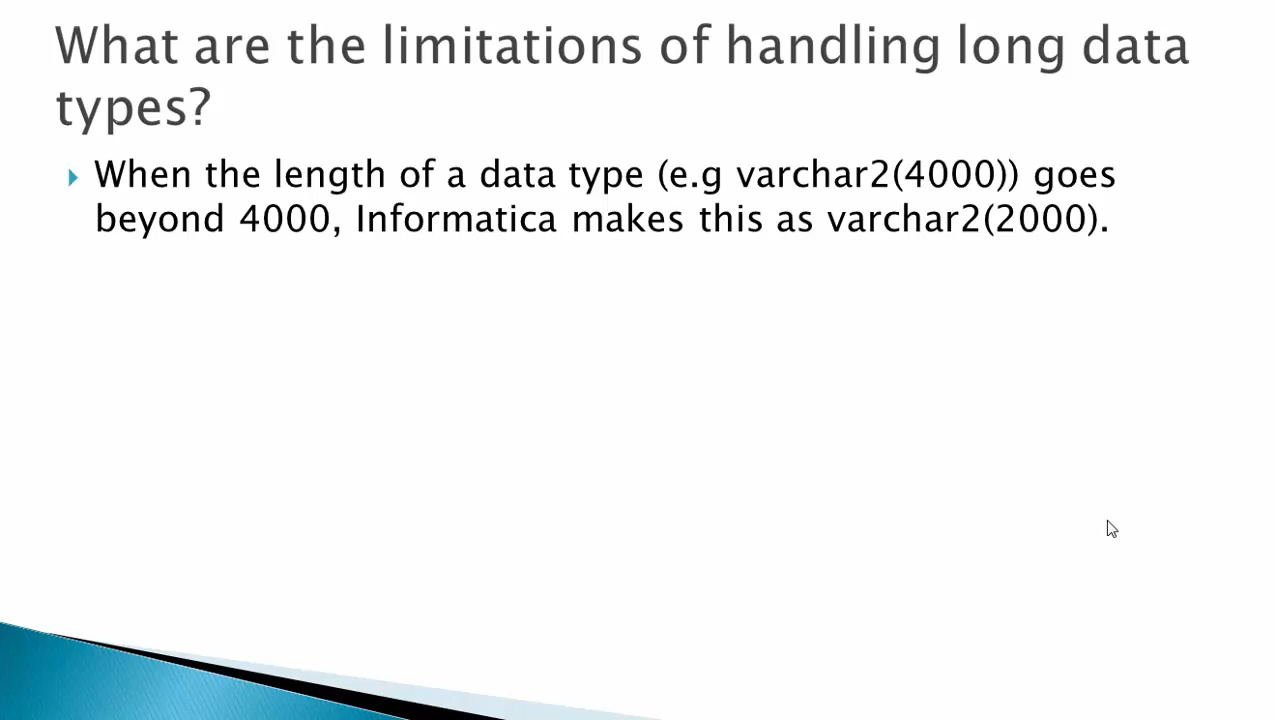 What are the limitations of handling long data
types?
When the length of a data type (e.g varchar2(4000)) goes
beyond 4000, Informatica makes this as varchar2(2000).